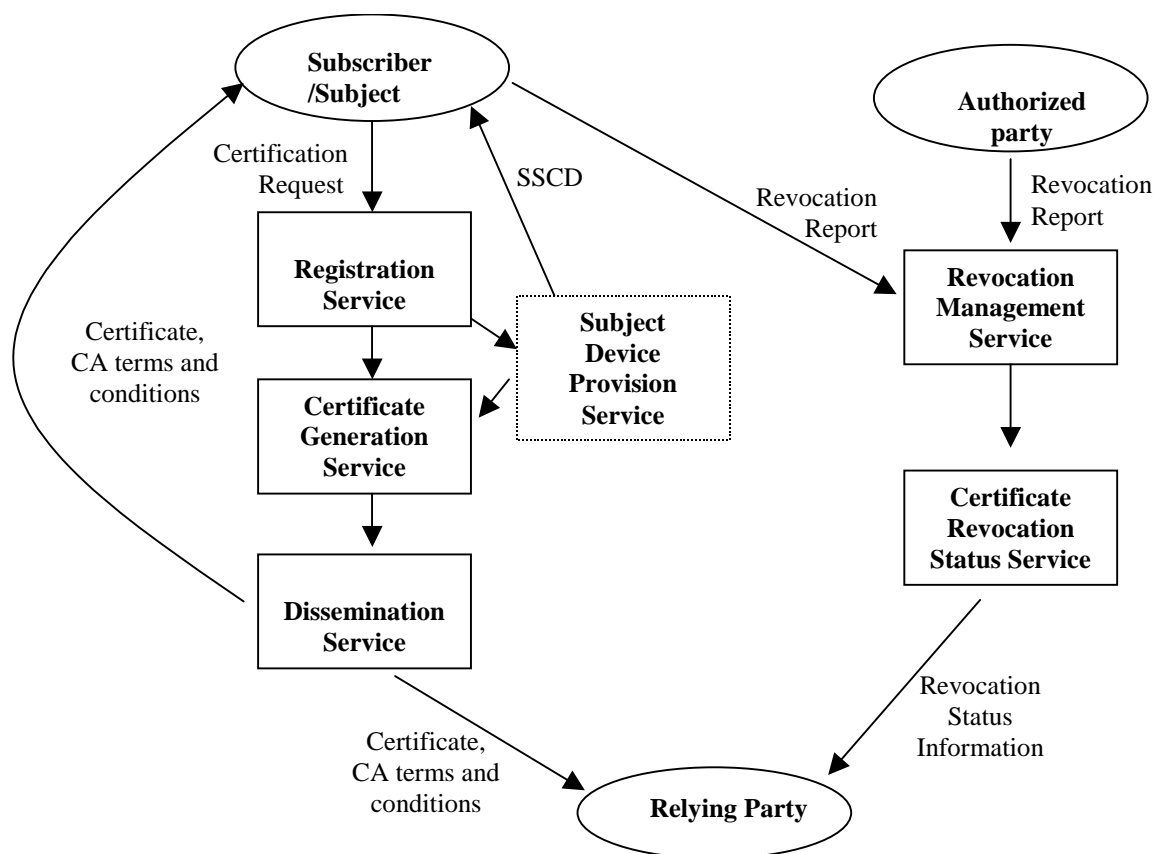 Subscriber
/Subject
Authorized
party
Certification
Request
SSCD
Revocation
Report
Revocation
Report
Registration
Service
Revocation
Management
Service
Subject
Device
Provision
Service
Certificate,
CA terms and
conditions
Certificate
Generation
Service
Certificate
Revocation
Status Service
Dissemination
Service
Revocation
Status
Information
Certificate,
CA terms and
conditions
Relying Party